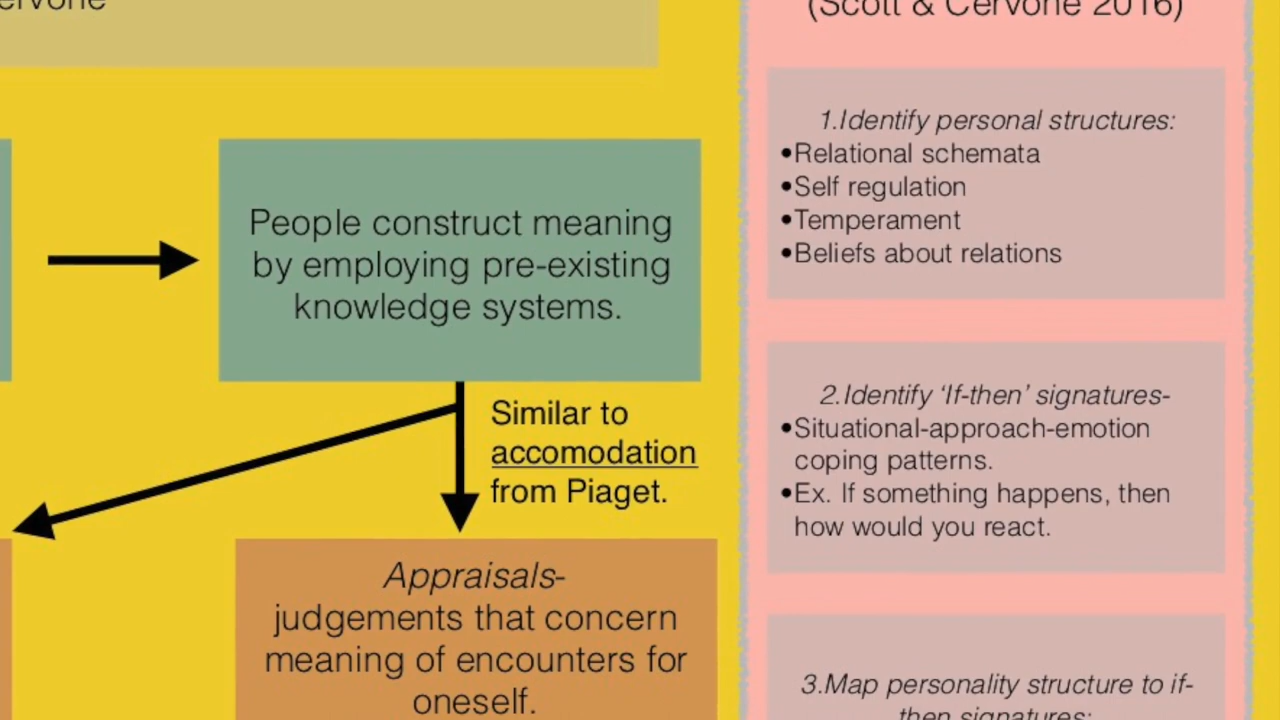 ervone
People construct meaning
by employing pre-existing
knowledge systems.
Similar to
accomodation
from Piaget.
Appraisals-
judgements that concern
meaning of encounters for
oneself.
(Scott & Cervone 2016)
1.Identify personal structures:
•Relational schemata
•Self regulation
•Temperament
•Beliefs about relations
2.Identify ‘If-then’ signatures-
•Situational-approach-emotion
coping patterns.
•Ex. If something happens, then
how would you react.
3.Map personality structure to if-
then signatures: